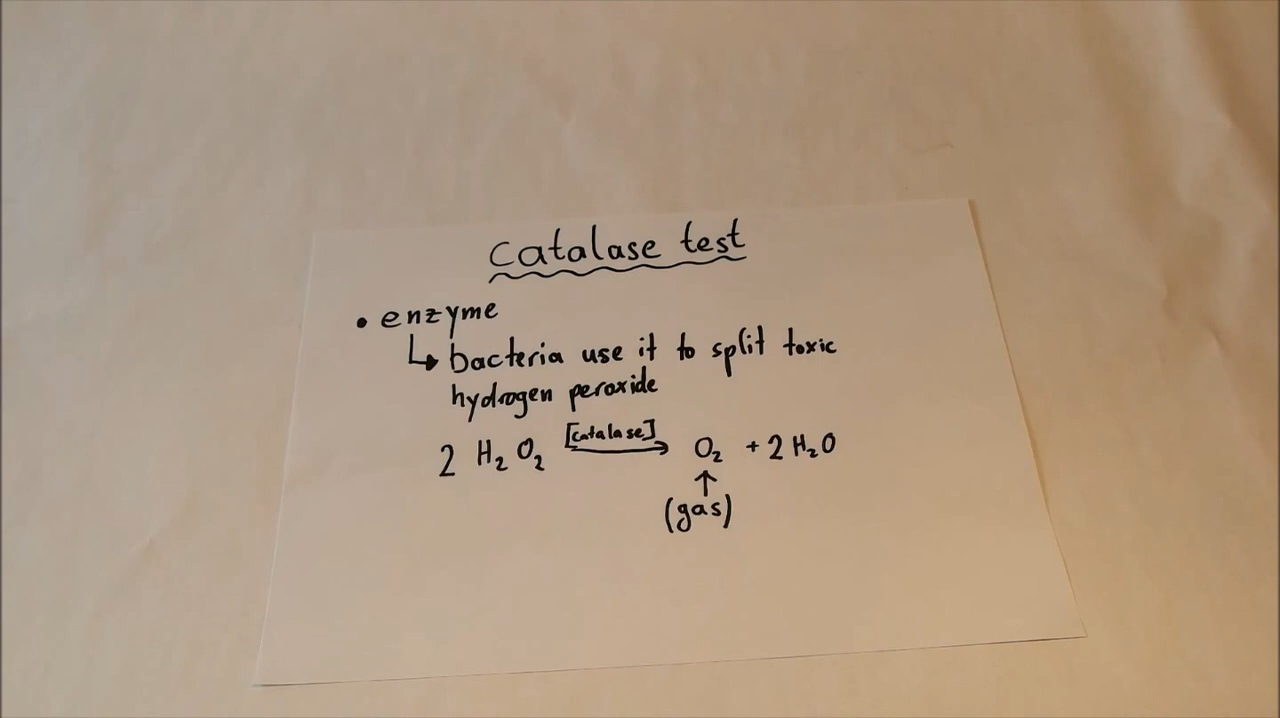 catalase test
• enzyme
↳ bacteria use it to split toxic
hydrogen peroxide
2 H₂O₂ [catalase]→ O₂ + 2 H₂O
↑
(gas)